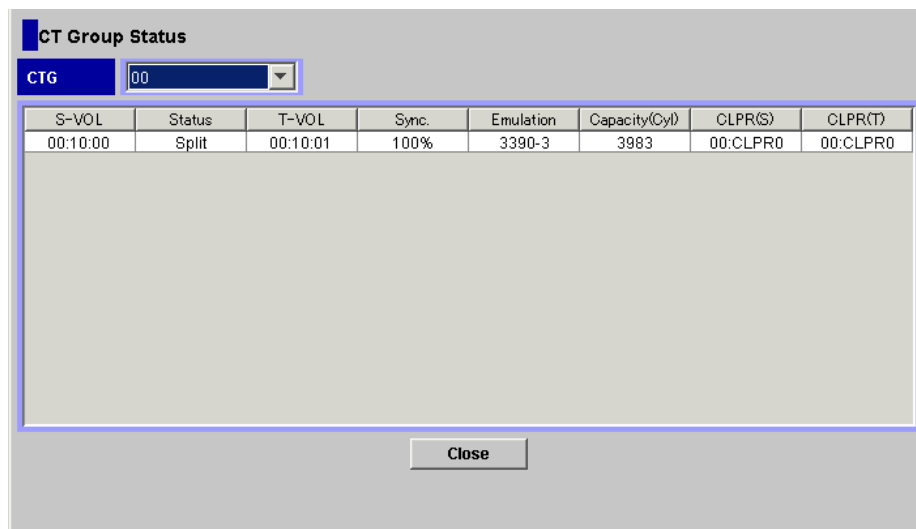 CT Group Status
CTG 00
S-VOL Status T-VOL Sync. Emulation Capacity(Cyl) CLPR(S) CLPR(T)
00:10:00 Split 00:10:01 100% 3390-3 3983 00:CLPR0 00:CLPR0
Close